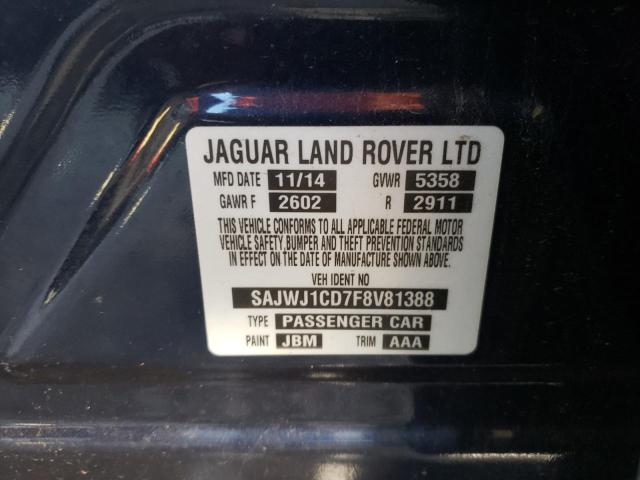 JAGUAR LAND ROVER LTD
MFD DATE 11/14 GVWR 5358
GAWR F 2602 R 2911
THIS VEHICLE CONFORMS TO ALL APPLICABLE FEDERAL MOTOR
VEHICLE SAFETY, BUMPER AND THEFT PREVENTION STANDARDS
IN EFFECT ON THE DATE OF MANUFACTURE SHOWN ABOVE.
VEH IDENT NO
SAJWJ1CD7F8V81388
TYPE PASSENGER CAR
PAINT JBM TRIM AAA